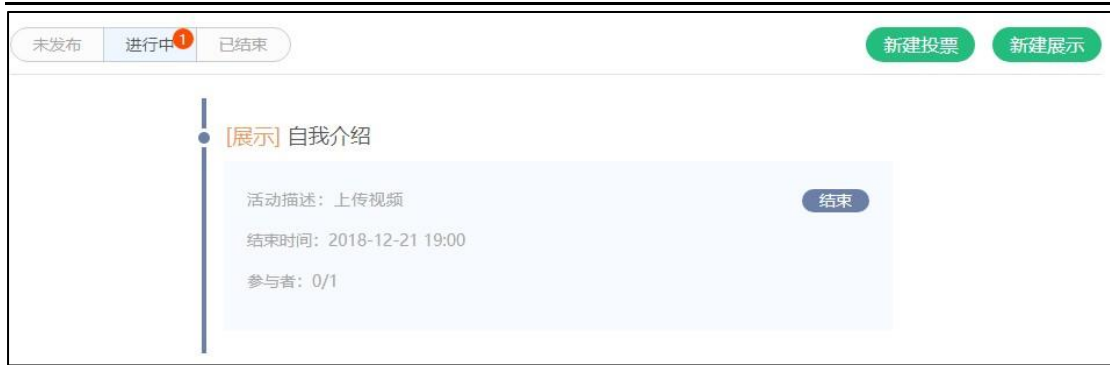 未发布 进行中 1 已结束 新建投票 新建展示
[展示] 自我介绍
活动描述：上传视频 结束
结束时间：2018-12-21 19:00
参与者：0/1